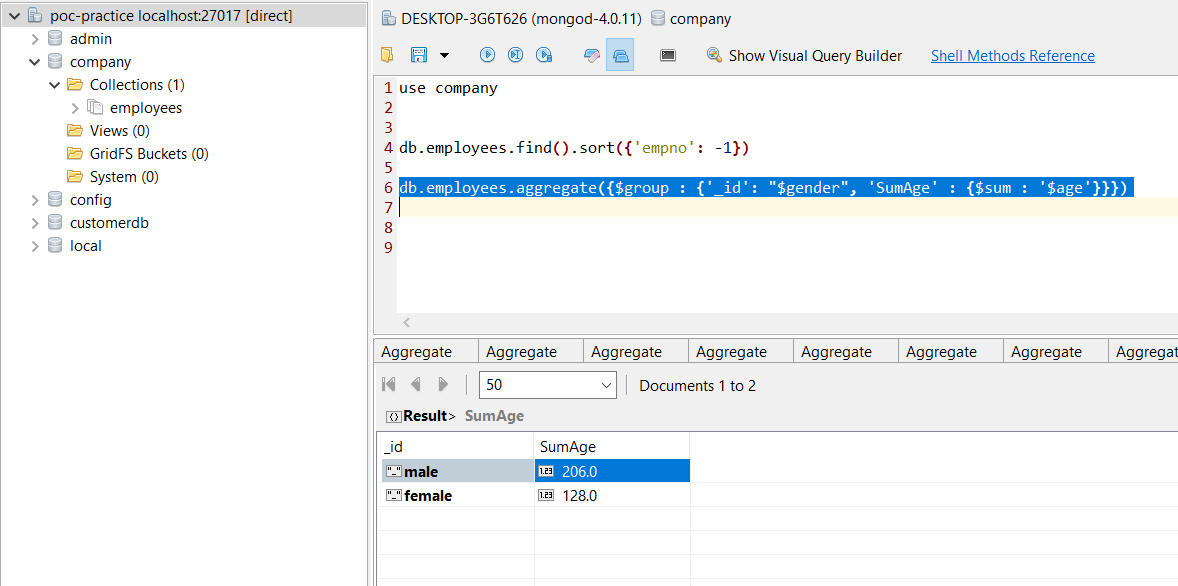 poc-practice localhost:27017 [direct]
admin
company
Collections (1)
employees
Views (0)
GridFS Buckets (0)
System (0)
config
customerdb
local
DESKTOP-3G6T626 (mongod-4.0.11) company
Show Visual Query Builder Shell Methods Reference
1 use company
2
3
4 db.employees.find().sort({'empno': -1})
5
6 db.employees.aggregate({$group : {'_id': "$gender", 'SumAge' : {$sum : '$age'}}})
7
8
9
Aggregate Aggregate Aggregate Aggregate Aggregate Aggregate Aggregate Aggregat
50 Documents 1 to 2
Result> SumAge
_id SumAge
"_" male 1.23 206.0
"_" female 1.23 128.0